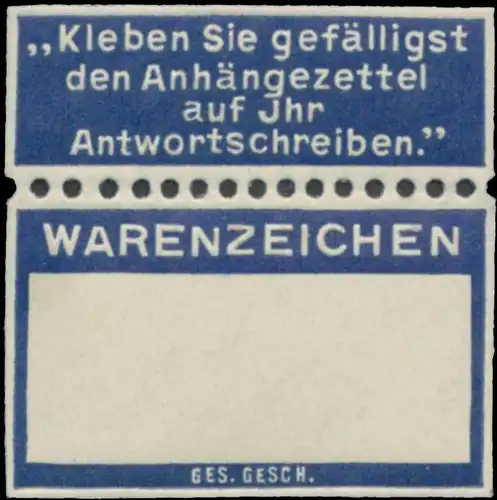 „Kleben Sie gefälligst
den Anhängezettel
auf Jhr
Antwortschreiben.”
WARENZEICHEN
GES. GESCH.